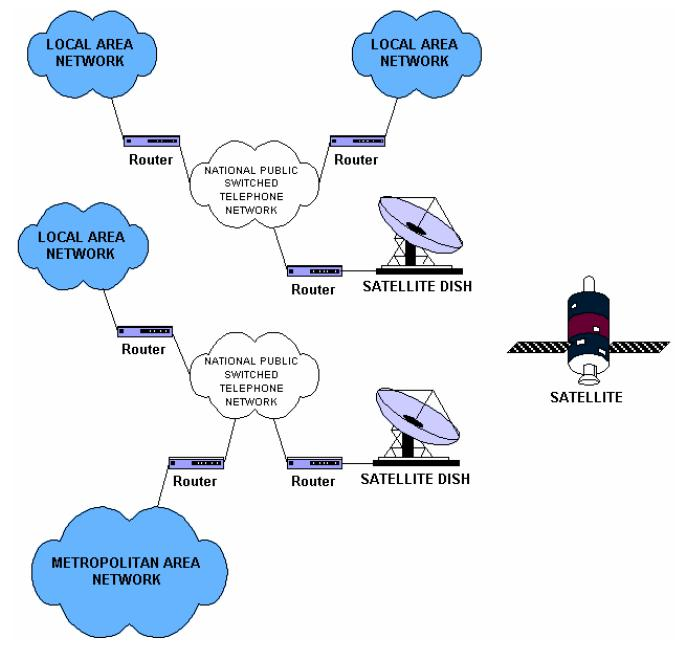 LOCAL AREA
NETWORK
LOCAL AREA
NETWORK
Router
Router
NATIONAL PUBLIC
SWITCHED
TELEPHONE
NETWORK
LOCAL AREA
NETWORK
Router
SATELLITE DISH
Router
NATIONAL PUBLIC
SWITCHED
TELEPHONE
NETWORK
SATELLITE
Router
Router
SATELLITE DISH
METROPOLITAN AREA
NETWORK